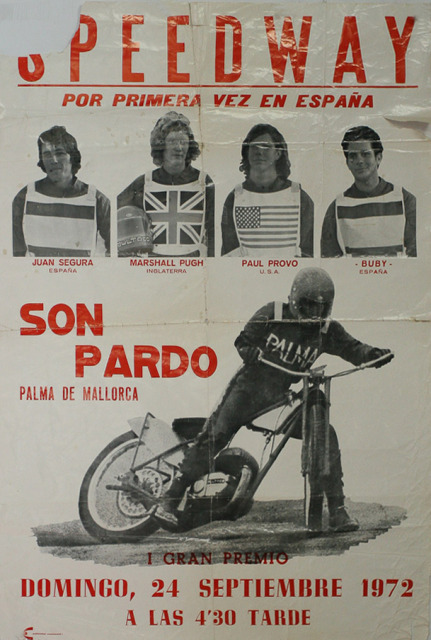 SPEEDWAY
POR PRIMERA VEZ EN ESPAÑA
JUAN SEGURA
ESPAÑA
MARSHALL PUGH
INGLATERRA
PAUL PROVO
U.S.A.
- BUBY -
ESPAÑA
SON
PARDO
PALMA DE MALLORCA
PALMA
I GRAN PREMIO
DOMINGO, 24 SEPTIEMBRE 1972
A LAS 4'30 TARDE